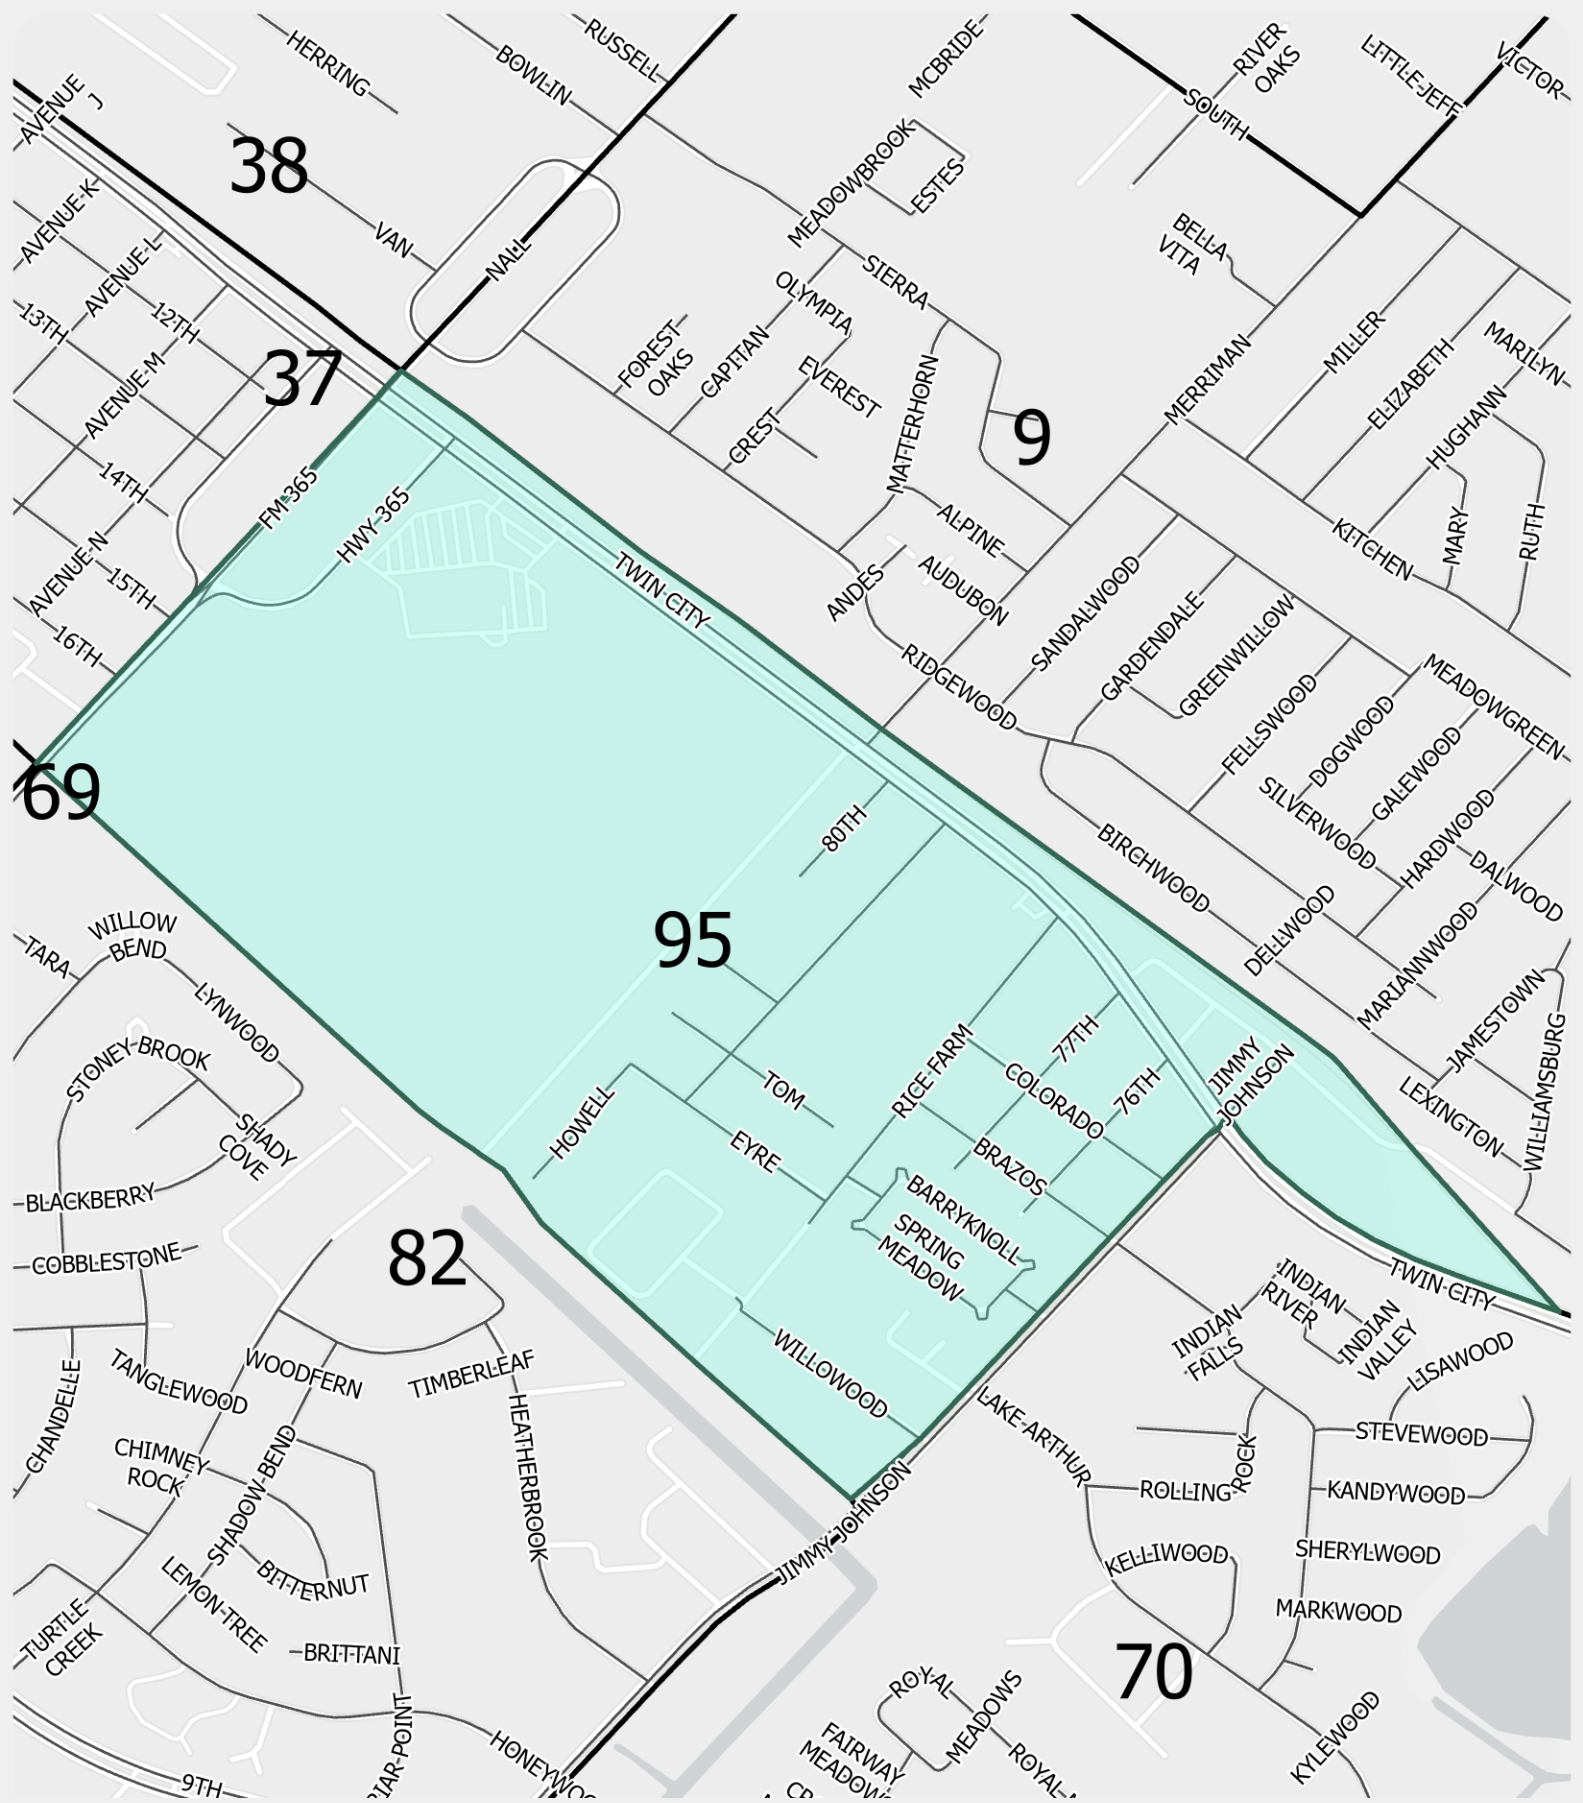 HERRING
BOWLIN
RUSSELL
MCBRIDE
RIVER
OAKS
LITTLE JEFF
VICTOR
SOUTH
AVENUE
J
38
AVENUE K
VAN
NALL
MEADOWBROOK
ESTES
BELLA
VITA
SIERRA
AVENUE L
12TH
13TH
OLYMPIA
FOREST
OAKS
CAPITAN
EVEREST
CREST
MATTERHORN
9
MERRIMAN
MILLER
ELIZABETH
MARILYN
HUGHANN
37
AVENUE M
14TH
FM 365
HWY 365
ALPINE
AUDUBON
ANDES
KITCHEN
MARY
RUTH
AVENUE N
15TH
16TH
TWIN CITY
RIDGEWOOD
SANDALWOOD
GARDENDALE
GREENWILLOW
FELLSWOOD
DOGWOOD
MEADOWGREEN
GALEWOOD
SILVERWOOD
HARDWOOD
DALWOOD
69
80TH
BIRCHWOOD
DELLWOOD
MARIANNWOOD
95
WILLOW
BEND
TARA
LYNWOOD
STONEY BROOK
SHADY
COVE
JAMESTOWN
WILLIAMSBURG
LEXINGTON
77TH
76TH
RICE FARM
COLORADO
JIMMY
JOHNSON
TOM
HOWELL
EYRE
BRAZOS
BARRYKNOLL
SPRING
MEADOW
BLACKBERRY
COBBLESTONE
82
TWIN CITY
INDIAN
RIVER
INDIAN
FALLS
INDIAN
VALLEY
LISAWOOD
WILLOWOOD
TIMBERLEAF
WOODFERN
TANGLEWOOD
CHANDELLE
CHIMNEY
ROCK
SHADOW BEND
HEATHERBROOK
LAKE ARTHUR
STEVEWOOD
ROLLING
ROCK
KANDYWOOD
JIMMY JOHNSON
SHERYLWOOD
KELLIWOOD
MARKWOOD
BITTERNUT
LEMON TREE
TURTLE
CREEK
BRITTANI
70
ROYAL
MEADOWS
FAIRWAY
MEADOWS
ROYAL
KYLEWOOD
HONEYWOO
9TH
BRIAR POINT